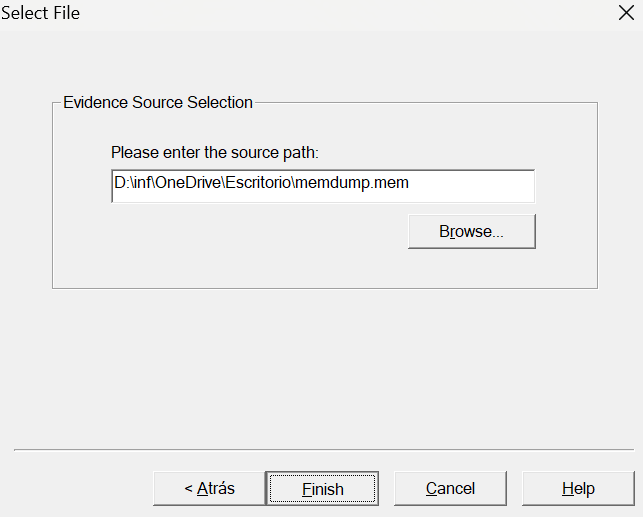 Select File
Evidence Source Selection
Please enter the source path:
D:\inf\OneDrive\Escritorio\memdump.mem
Browse...
< Atrás
Finish
Cancel
Help